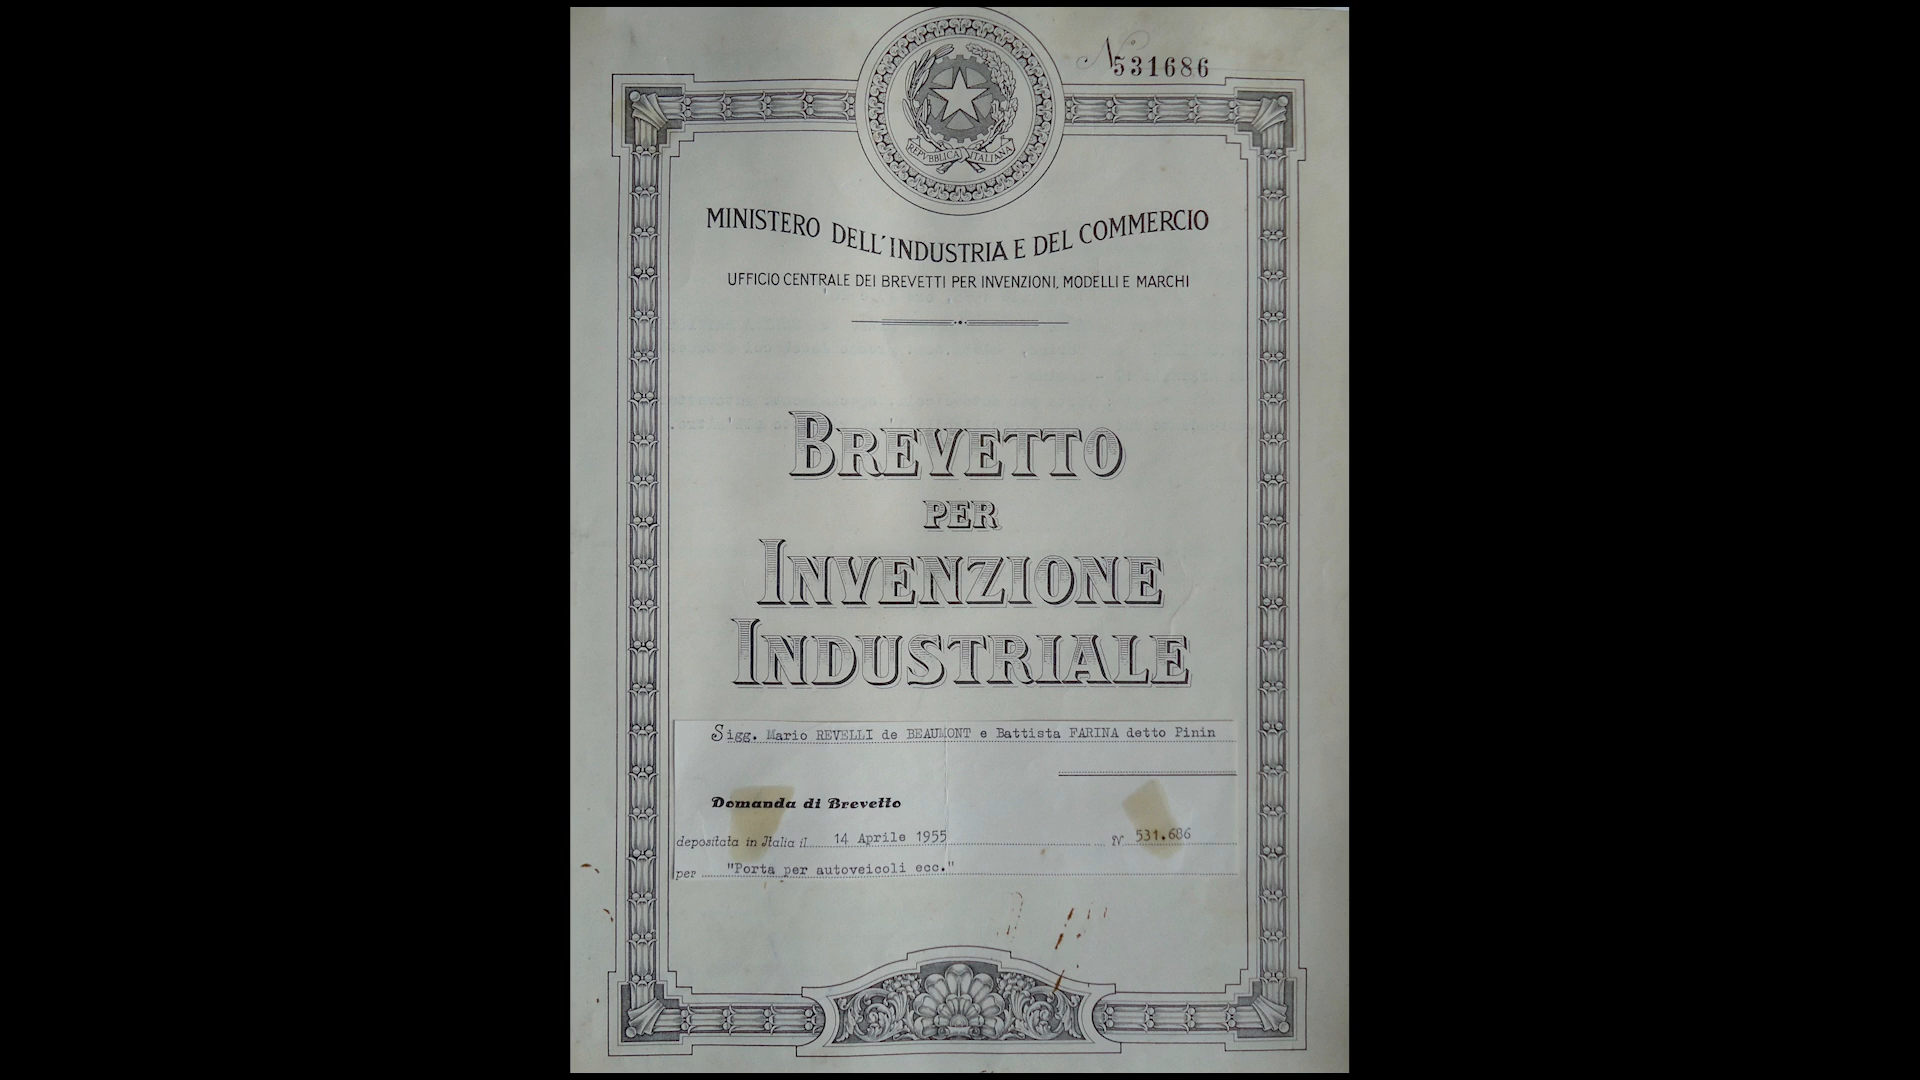 Nº 531686
REPVBBLICA ITALIANA
MINISTERO DELL'INDUSTRIA E DEL COMMERCIO
UFFICIO CENTRALE DEI BREVETTI PER INVENZIONI, MODELLI E MARCHI
BREVETTO
PER
INVENZIONE
INDUSTRIALE
Sigg. Mario REVELLI de BEAUMONT e Battista FARINA detto Pinin
Domanda di Brevetto
depositata in Italia il 14 Aprile 1955 N° 531.686
per "Porta per autoveicoli ecc."